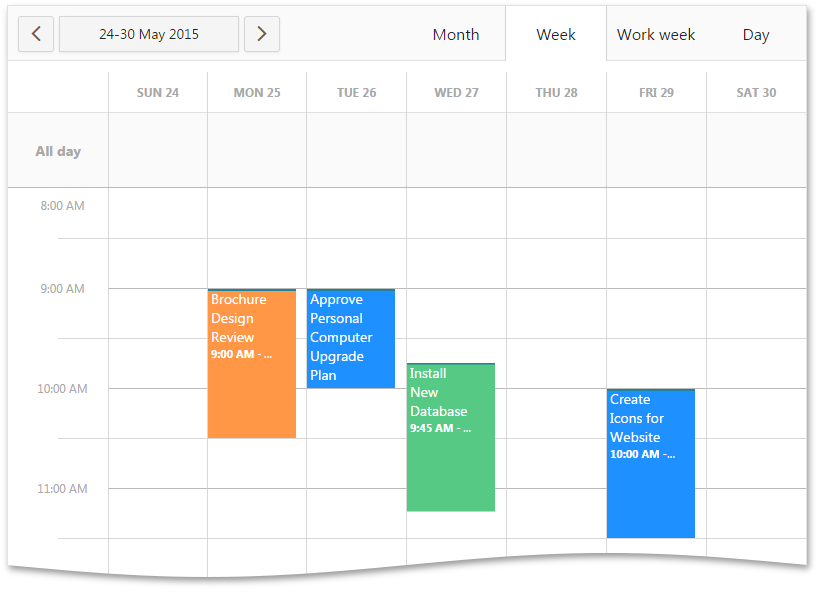 24-30 May 2015
Month
Week
Work week
Day
SUN 24
MON 25
TUE 26
WED 27
THU 28
FRI 29
SAT 30
All day
8:00 AM
9:00 AM
Brochure
Design
Review
9:00 AM - ...
Approve
Personal
Computer
Upgrade
Plan
Install
New
Database
9:45 AM - ...
10:00 AM
Create
Icons for
Website
10:00 AM -...
11:00 AM